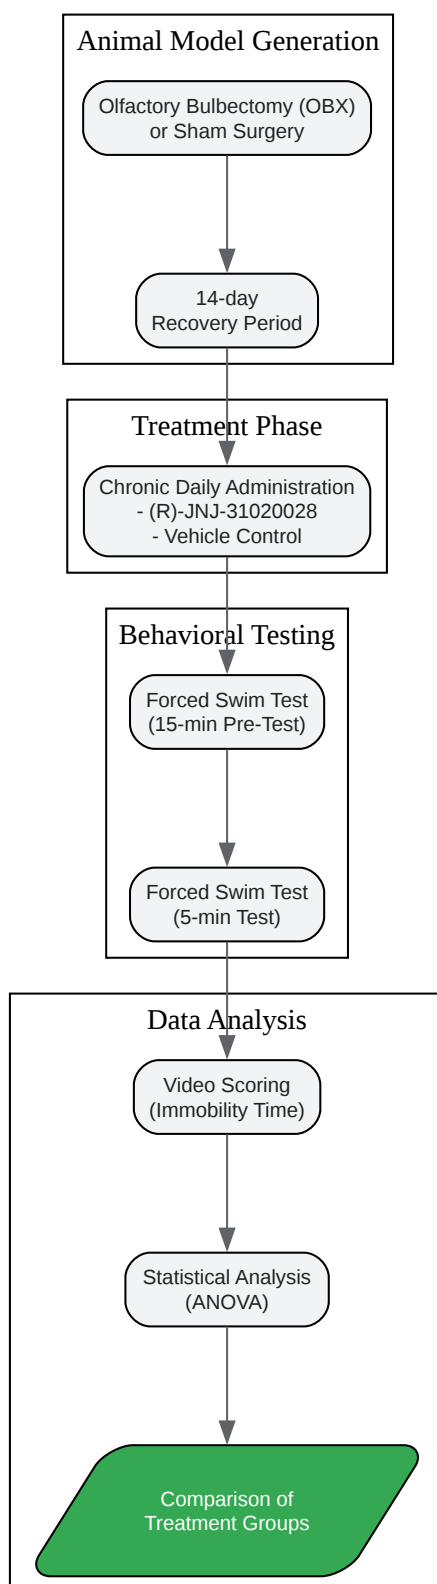 Animal Model Generation
Olfactory Bulbectomy (OBX)
or Sham Surgery
14-day
Recovery Period
Treatment Phase
Chronic Daily Administration
- (R)-JNJ-31020028
- Vehicle Control
Behavioral Testing
Forced Swim Test
(15-min Pre-Test)
Forced Swim Test
(5-min Test)
Data Analysis
Video Scoring
(Immobility Time)
Statistical Analysis
(ANOVA)
Comparison of
Treatment Groups